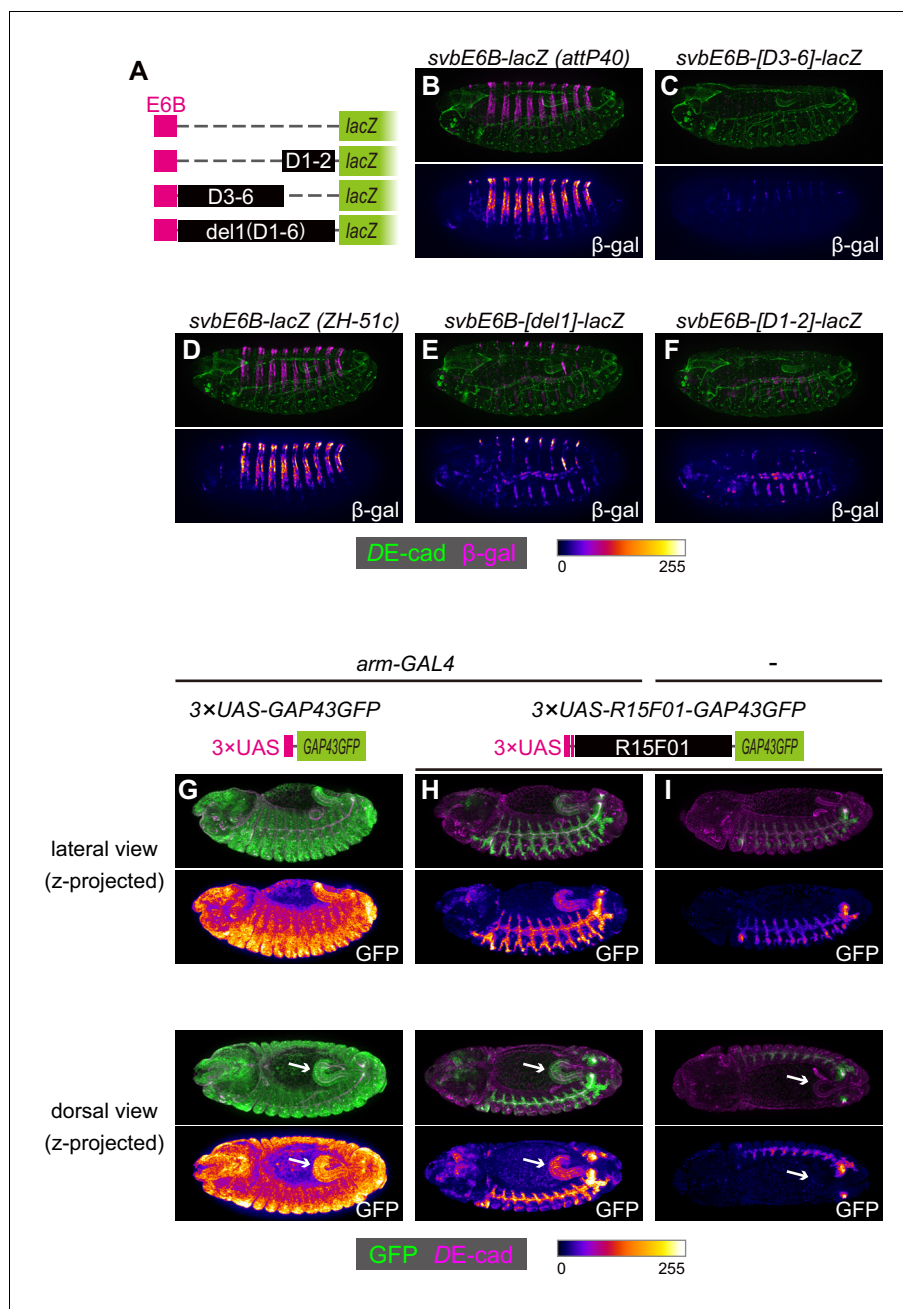 A
E6B
lacZ
D1-2
lacZ
D3-6
lacZ
del1(D1-6)
lacZ
svbE6B-lacZ (attP40)
B
β-gal
svbE6B-[D3-6]-lacZ
C
β-gal
svbE6B-lacZ (ZH-51c)
D
β-gal
svbE6B-[del1]-lacZ
E
β-gal
svbE6B-[D1-2]-lacZ
F
β-gal
DE-cad β-gal
0 255
arm-GAL4 -
3×UAS-GAP43GFP 3×UAS-R15F01-GAP43GFP
3×UAS GAP43GFP 3×UAS R15F01 GAP43GFP
lateral view
(z-projected)
G H I
GFP GFP GFP
dorsal view
(z-projected)
GFP GFP GFP
GFP DE-cad
0 255